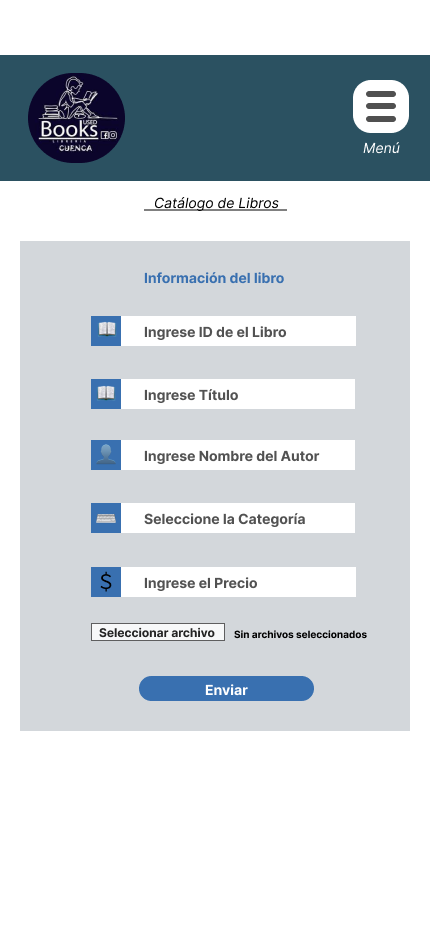 USED
Books
LIBRERÍA
CUENCA
Menú
Catálogo de Libros
Información del libro
Ingrese ID de el Libro
Ingrese Título
Ingrese Nombre del Autor
Seleccione la Categoría
$ Ingrese el Precio
Seleccionar archivo Sin archivos seleccionados
Enviar